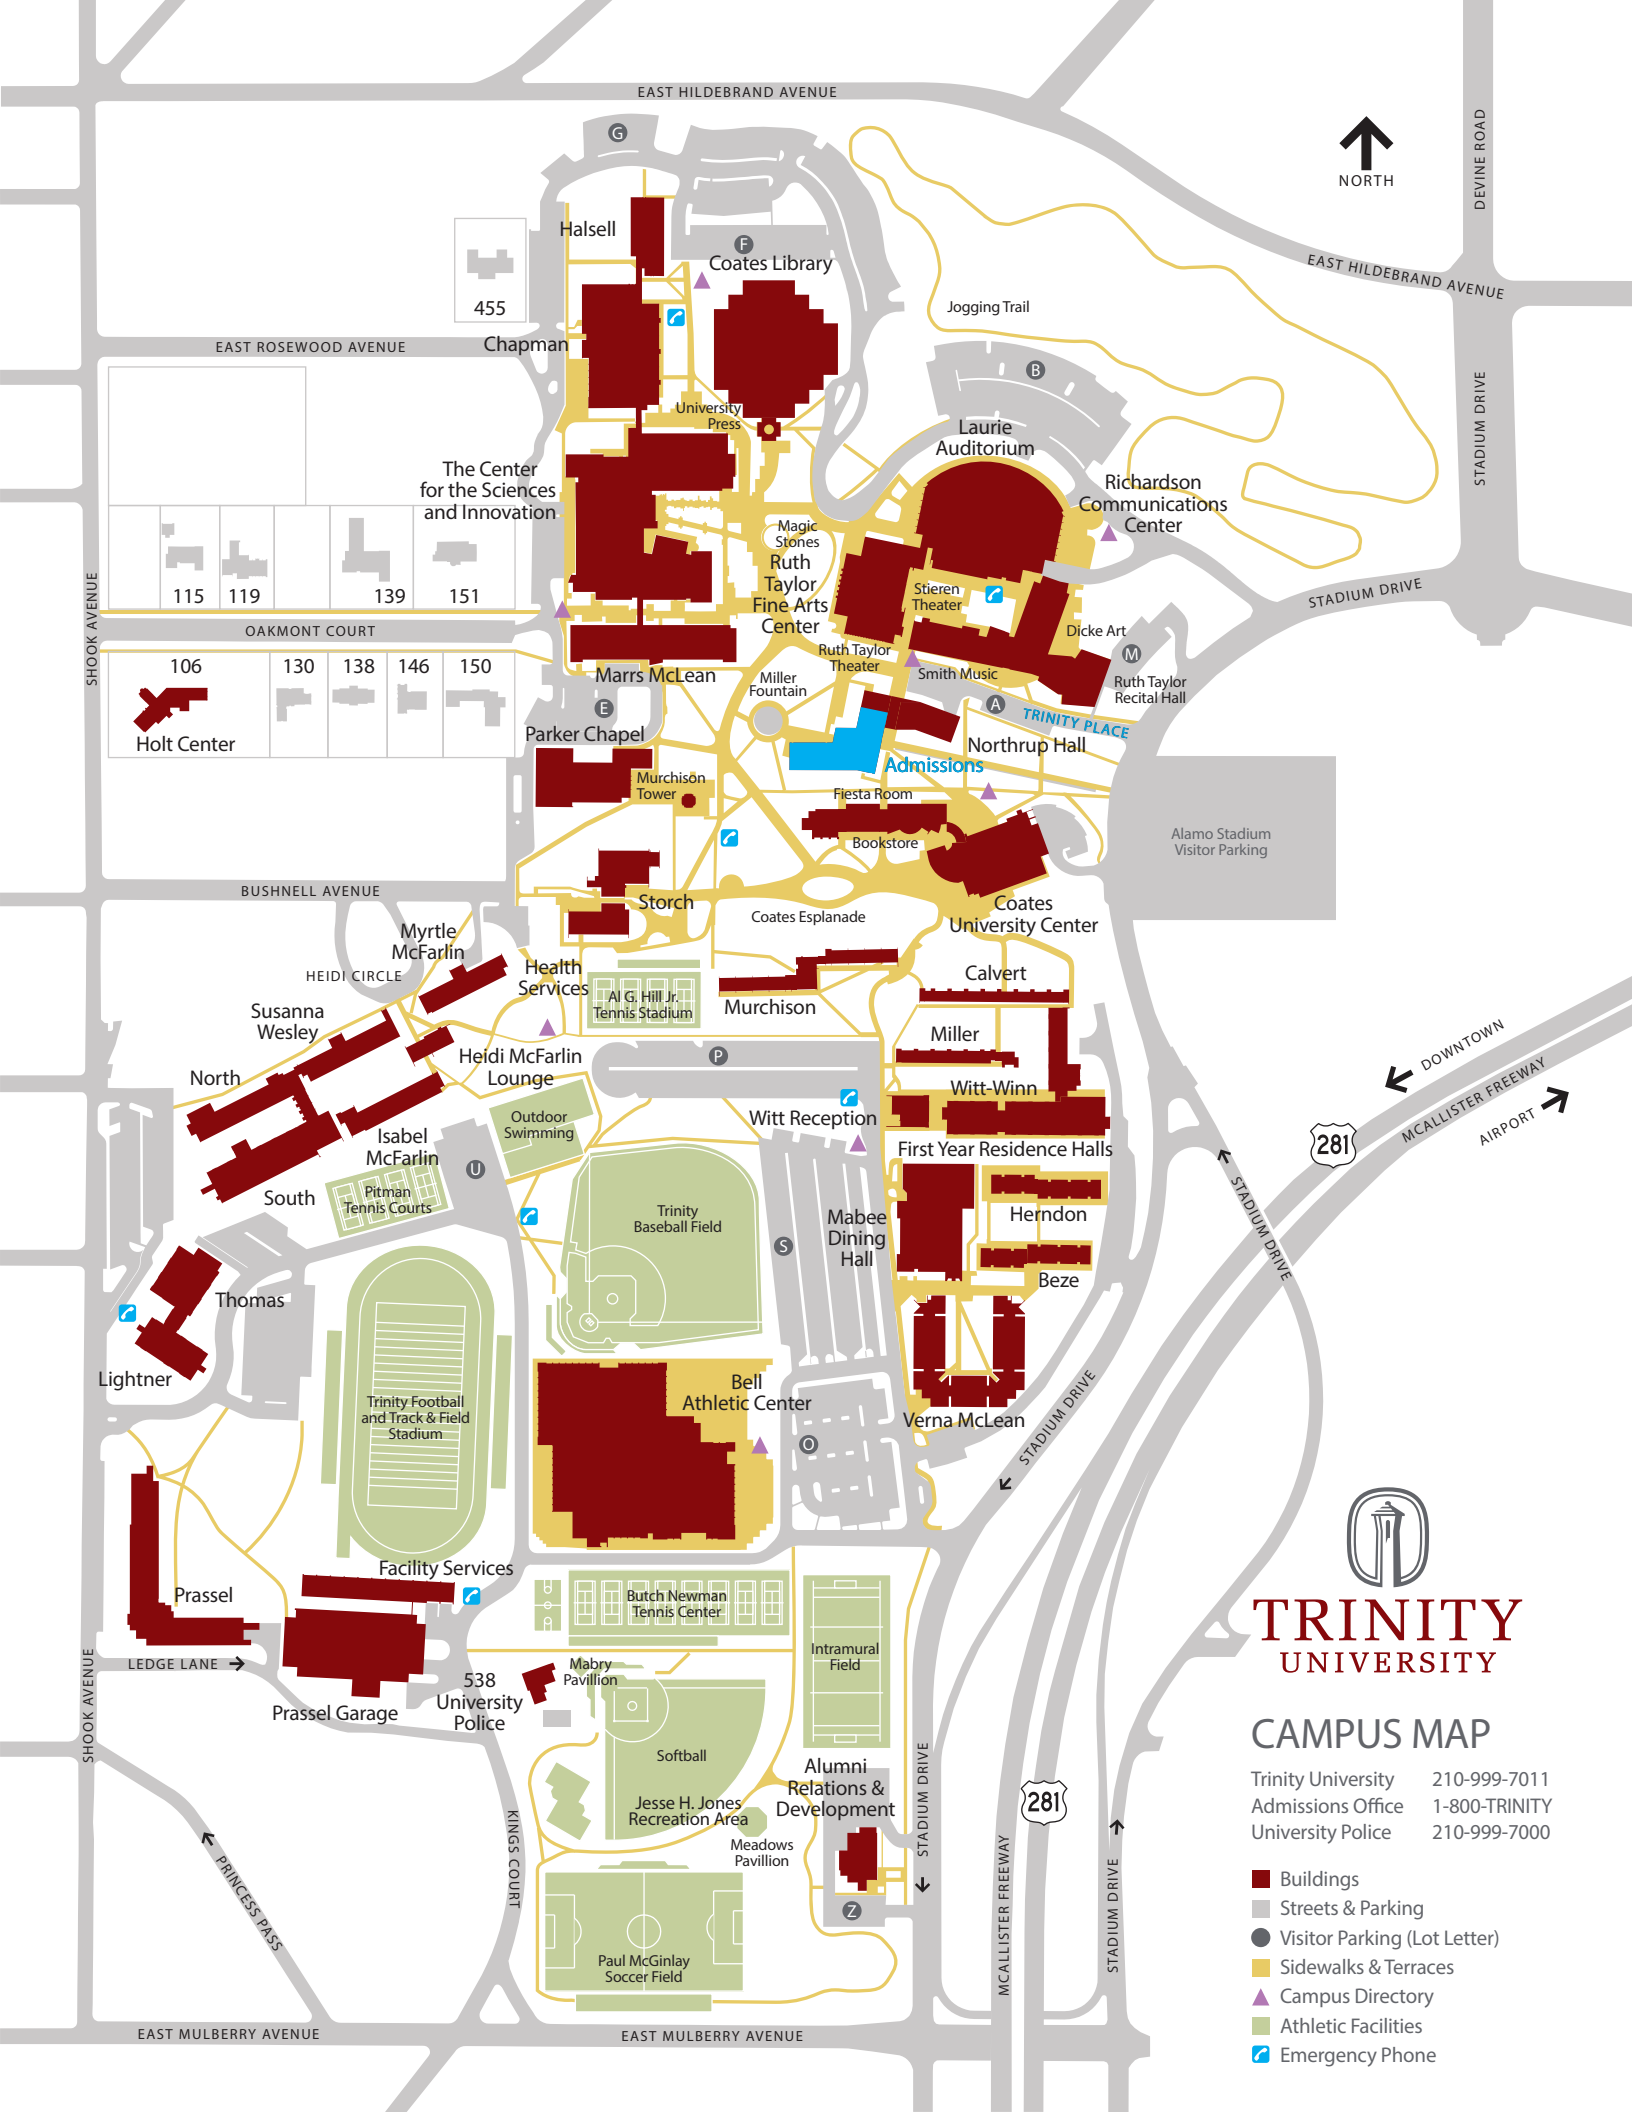 EAST HILDEBRAND AVENUE
G
DEVINE ROAD
NORTH
Halsell
F
Coates Library
EAST HILDEBRAND AVENUE
455
Jogging Trail
EAST ROSEWOOD AVENUE
Chapman
B
STADIUM DRIVE
University
Press
Laurie
Auditorium
The Center
for the Sciences
and Innovation
Richardson
Communications
Center
Magic
Stones
Ruth
Taylor
Fine Arts
Center
Stieren
Theater
115
119
139
151
SHOOK AVENUE
STADIUM DRIVE
OAKMONT COURT
Dicke Art
M
106
130
138
146
150
Ruth Taylor
Theater
Smith Music
Ruth Taylor
Recital Hall
Marrs McLean
Miller
Fountain
E
A
TRINITY PLACE
Holt Center
Parker Chapel
Northrup Hall
Admissions
Murchison
Tower
Fiesta Room
Bookstore
Alamo Stadium
Visitor Parking
BUSHNELL AVENUE
Storch
Coates
University Center
Coates Esplanade
Myrtle
McFarlin
HEIDI CIRCLE
Health
Services
Calvert
Al G. Hill Jr.
Tennis Stadium
Murchison
Susanna
Wesley
Miller
DOWNTOWN
MCALLISTER FREEWAY
AIRPORT
281
P
Heidi McFarlin
Lounge
North
Witt-Winn
Outdoor
Swimming
Witt Reception
Isabel
McFarlin
First Year Residence Halls
U
South
Pitman
Tennis Courts
STADIUM DRIVE
Trinity
Baseball Field
Mabee
Dining
Hall
Herndon
S
Beze
Thomas
Lightner
Bell
Athletic Center
Trinity Football
and Track & Field
Stadium
Verna McLean
STADIUM DRIVE
O
Facility Services
Prassel
Butch Newman
Tennis Center
Intramural
Field
LEDGE LANE
SHOOK AVENUE
538
University
Police
Mabry
Pavillion
Prassel Garage
Softball
Alumni
Relations &
Development
Jesse H. Jones
Recreation Area
Meadows
Pavillion
STADIUM DRIVE
281
KINGS COURT
PRINCESS PASS
MCALLISTER FREEWAY
STADIUM DRIVE
Z
Paul McGinlay
Soccer Field
EAST MULBERRY AVENUE
EAST MULBERRY AVENUE
TRINITY
UNIVERSITY
CAMPUS MAP
Trinity University 210-999-7011
Admissions Office 1-800-TRINITY
University Police 210-999-7000
Buildings
Streets & Parking
Visitor Parking (Lot Letter)
Sidewalks & Terraces
Campus Directory
Athletic Facilities
Emergency Phone